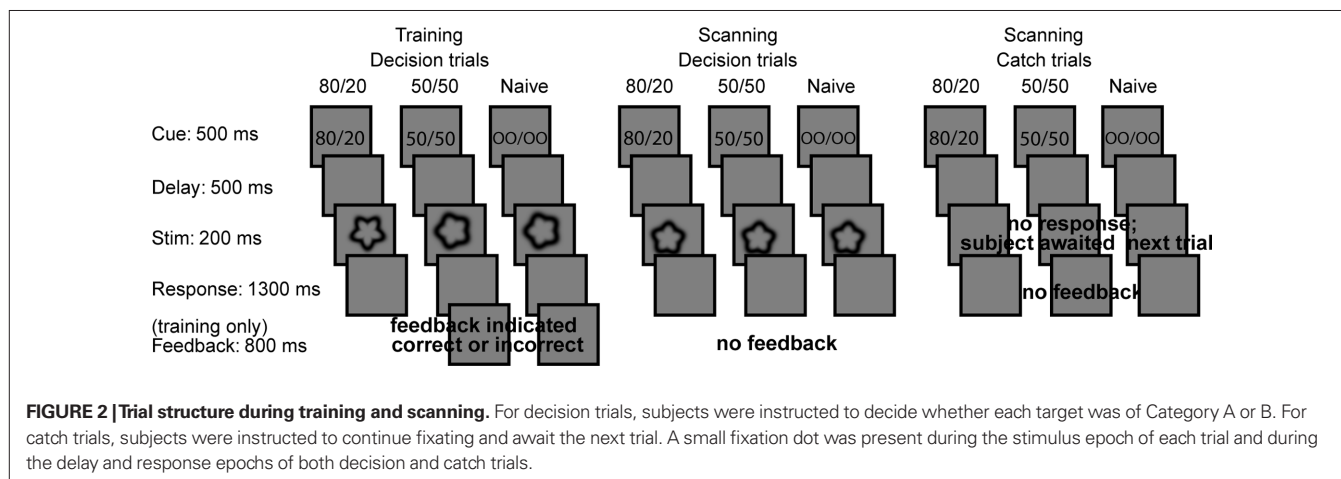 Training Scanning Scanning
Decision trials Decision trials Catch trials
80/20 50/50 Naive 80/20 50/50 Naive 80/20 50/50 Naive
Cue: 500 ms 80/20 50/50 OO/OO 80/20 50/50 OO/OO 80/20 50/50 OO/OO
Delay: 500 ms
no response;
Stim: 200 ms subject awaited next trial
Response: 1300 ms no feedback
(training only) feedback indicated
Feedback: 800 ms correct or incorrect no feedback
FIGURE 2 | Trial structure during training and scanning. For decision trials, subjects were instructed to decide whether each target was of Category A or B. For
catch trials, subjects were instructed to continue fixating and await the next trial. A small fixation dot was present during the stimulus epoch of each trial and during
the delay and response epochs of both decision and catch trials.